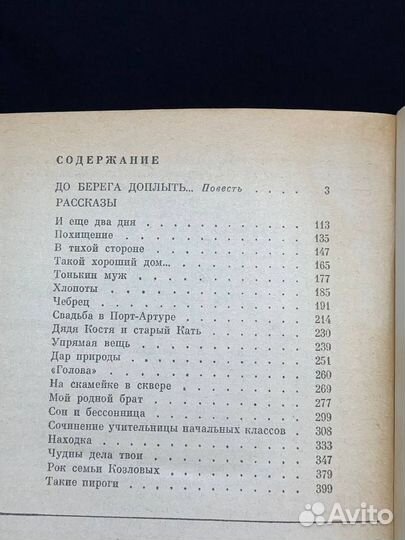 СОДЕРЖАНИЕ
ДО БЕРЕГА ДОПЛЫТЬ... Повесть . . . . 3
РАССКАЗЫ
И еще два дня . . . . . . . . . . 113
Похищение . . . . . . . . . . . 135
В тихой стороне . . . . . . . . . 147
Такой хороший дом... . . . . . . . . 165
Тонькин муж . . . . . . . . . . 177
Хлопоты . . . . . . . . . . . 185
Чебрец . . . . . . . . . . . . 191
Свадьба в Порт-Артуре . . . . . . . 214
Дядя Костя и старый Кать . . . . . . 230
Упрямая вещь . . . . . . . . . . 239
Дар природы . . . . . . . . . . 251
«Голова» . . . . . . . . . . . 260
На скамейке в сквере . . . . . . . . 269
Мой родной брат . . . . . . . . . 277
Сон и бессонница . . . . . . . . . 299
Сочинение учительницы начальных классов . 308
Находка . . . . . . . . . . . 333
Чудны дела твои . . . . . . . . . 347
Рок семьи Козловых . . . . . . . . 379
Такие пироги . . . . . . . . . . 399
Avito